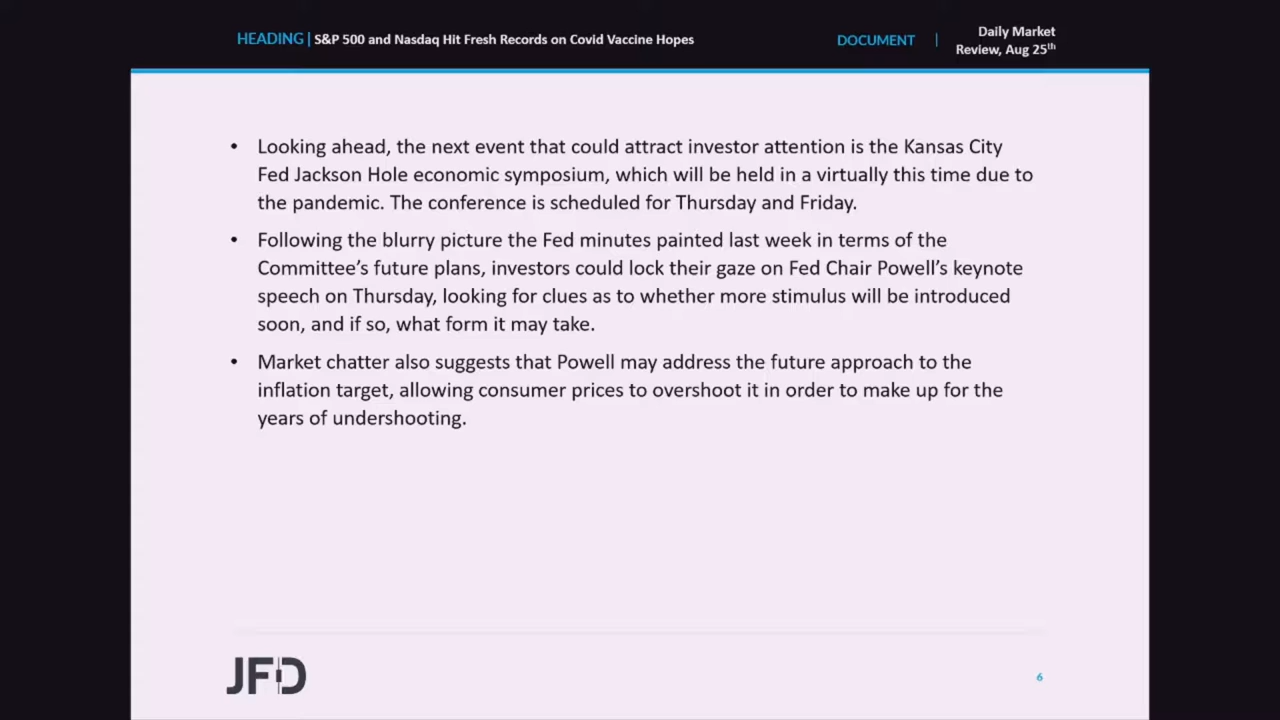 HEADING | S&P 500 and Nasdaq Hit Fresh Records on Covid Vaccine Hopes
DOCUMENT |
Daily Market
Review, Aug 25th
• Looking ahead, the next event that could attract investor attention is the Kansas City
Fed Jackson Hole economic symposium, which will be held in a virtually this time due to
the pandemic. The conference is scheduled for Thursday and Friday.
• Following the blurry picture the Fed minutes painted last week in terms of the
Committee’s future plans, investors could lock their gaze on Fed Chair Powell’s keynote
speech on Thursday, looking for clues as to whether more stimulus will be introduced
soon, and if so, what form it may take.
• Market chatter also suggests that Powell may address the future approach to the
inflation target, allowing consumer prices to overshoot it in order to make up for the
years of undershooting.
JFD
6